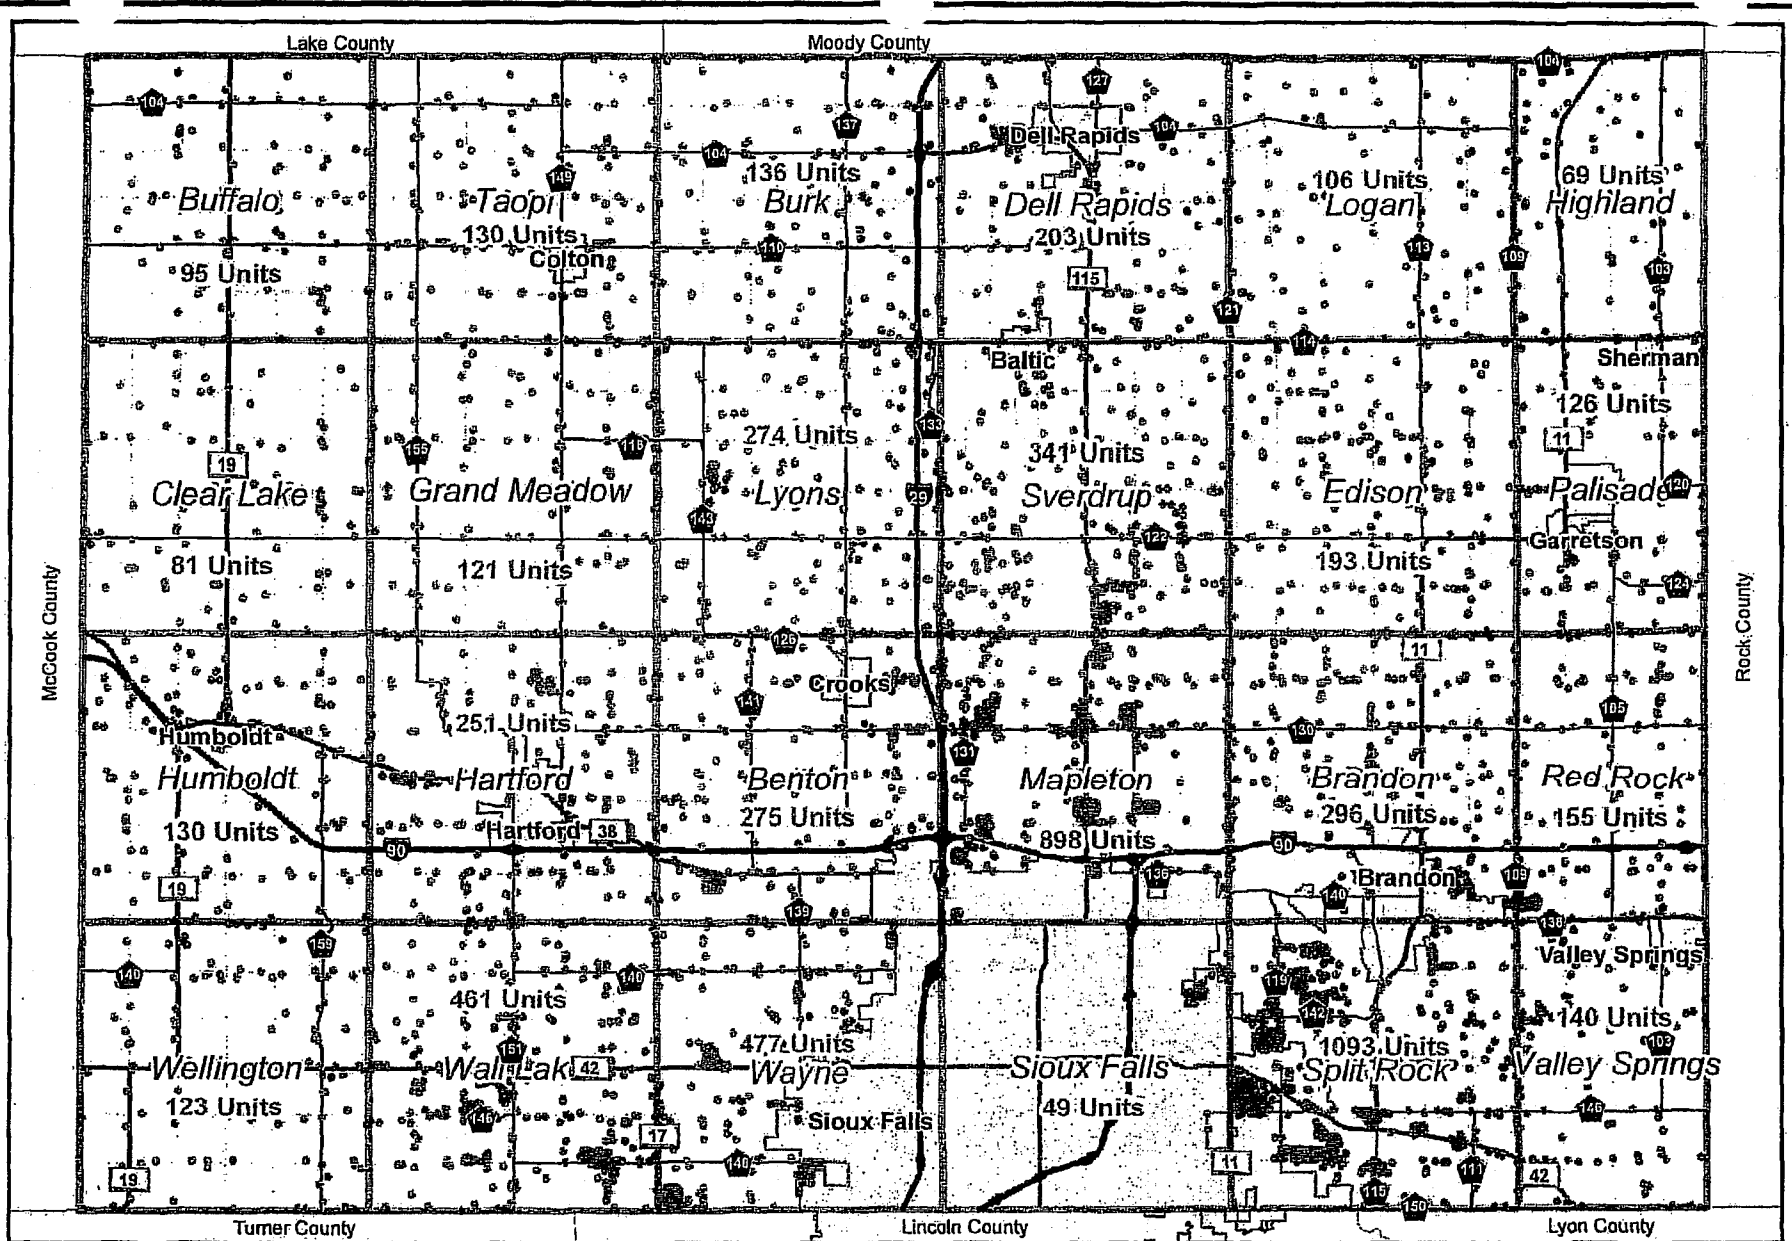 Lake County
Moody County
104
127
104
137
Dell Rapids
104
104
136 Units
149
106 Units
69 Units
Buffalo
Taopi
Burk
Dell Rapids
Logan
Highland
130 Units
203 Units
110
113
109
Colton
95 Units
115
103
121
114
Baltic
Sherman
126 Units
133
274 Units
11
155
116
341 Units
19
Clear Lake
Grand Meadow
Lyons
29
Sverdrup
Edison
Palisade
120
143
122
Garretson
81 Units
121 Units
193 Units
124
McCook County
Rock County
126
11
Crooks
141
105
251 Units
Humboldt
131
130
Humboldt
Hartford
Benton
Mapleton
Brandon
Red Rock
130 Units
Hartford
38
275 Units
898 Units
296 Units
155 Units
90
90
19
136
Brandon
109
140
139
138
159
Valley Springs
140
140
119
461 Units
142
140 Units
477 Units
151
1093 Units
103
Wellington
Wall Lak
42
Wayne
Sioux Falls
Split Rock
Valley Springs
123 Units
49 Units
146
146
Sioux Falls
17
140
11
111
19
42
115
150
Turner County
Lincoln County
Lyon County